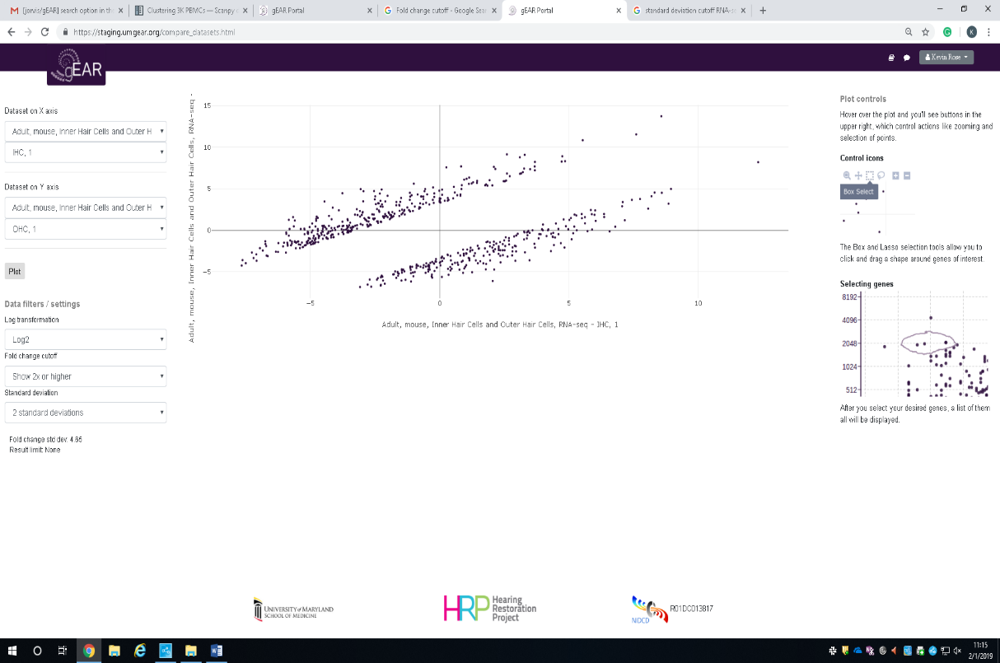 [jorvis/gEAR] search option in th
Clustering 3K PBMCs — Scanpy
gEAR Portal
Fold change cutoff - Google Sear
gEAR Portal
standard deviation cutoff RNA-se
https://staging.umgear.org/compare_datasets.html
K
gEAR
Kevin Rose
Dataset on X axis
Adult, mouse, Inner Hair Cells and Outer H
IHC, 1
Dataset on Y axis
Adult, mouse, Inner Hair Cells and Outer H
OHC, 1
Plot
Data filters / settings
Log transformation
Log2
Fold change cutoff
Show 2x or higher
Standard deviation
2 standard deviations
Fold change std dev: 4.65
Result limit: None
Adult, mouse, Inner Hair Cells and Outer Hair Cells, RNA-seq -
15
10
5
0
−5
−5
0
5
10
Adult, mouse, Inner Hair Cells and Outer Hair Cells, RNA-seq - IHC, 1
Plot controls
Hover over the plot and you'll see buttons in the
upper right, which control actions like zooming and
selection of points.
Control icons
Box Select
The Box and Lasso selection tools allow you to
click and drag a shape around genes of interest.
Selecting genes
8192
4096
2048
1024
512
After you select your desired genes, a list of them
all will be displayed.
UNIVERSITY of MARYLAND
SCHOOL OF MEDICINE
HRP
Hearing
Restoration
Project
NIDCD
R01DC013817
11:15
2/1/2019